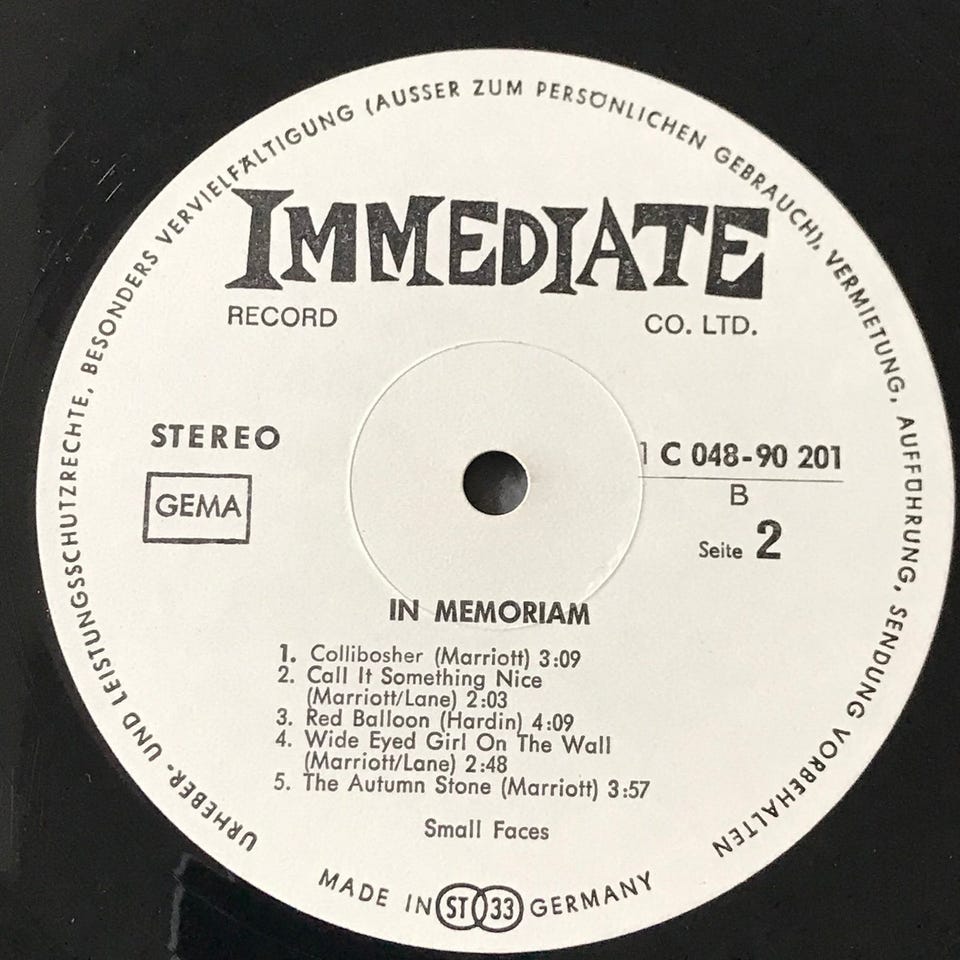 URHEBER- UND LEISTUNGSSCHUTZRECHTE, BESONDERS VERVIELFÄLTIGUNG (AUSSER ZUM PERSÖNLICHEN GEBRAUCH), VERMIETUNG, AUFFÜHRUNG, SENDUNG VORBEHALTEN
IMMEDIATE
RECORD CO. LTD.
STEREO
GEMA
1 C 048-90 201
B
Seite 2
IN MEMORIAM
1. Collibosher (Marriott) 3:09
2. Call It Something Nice
(Marriott/Lane) 2:03
3. Red Balloon (Hardin) 4:09
4. Wide Eyed Girl On The Wall
(Marriott/Lane) 2:48
5. The Autumn Stone (Marriott) 3:57
Small Faces
MADE IN ST 33 GERMANY